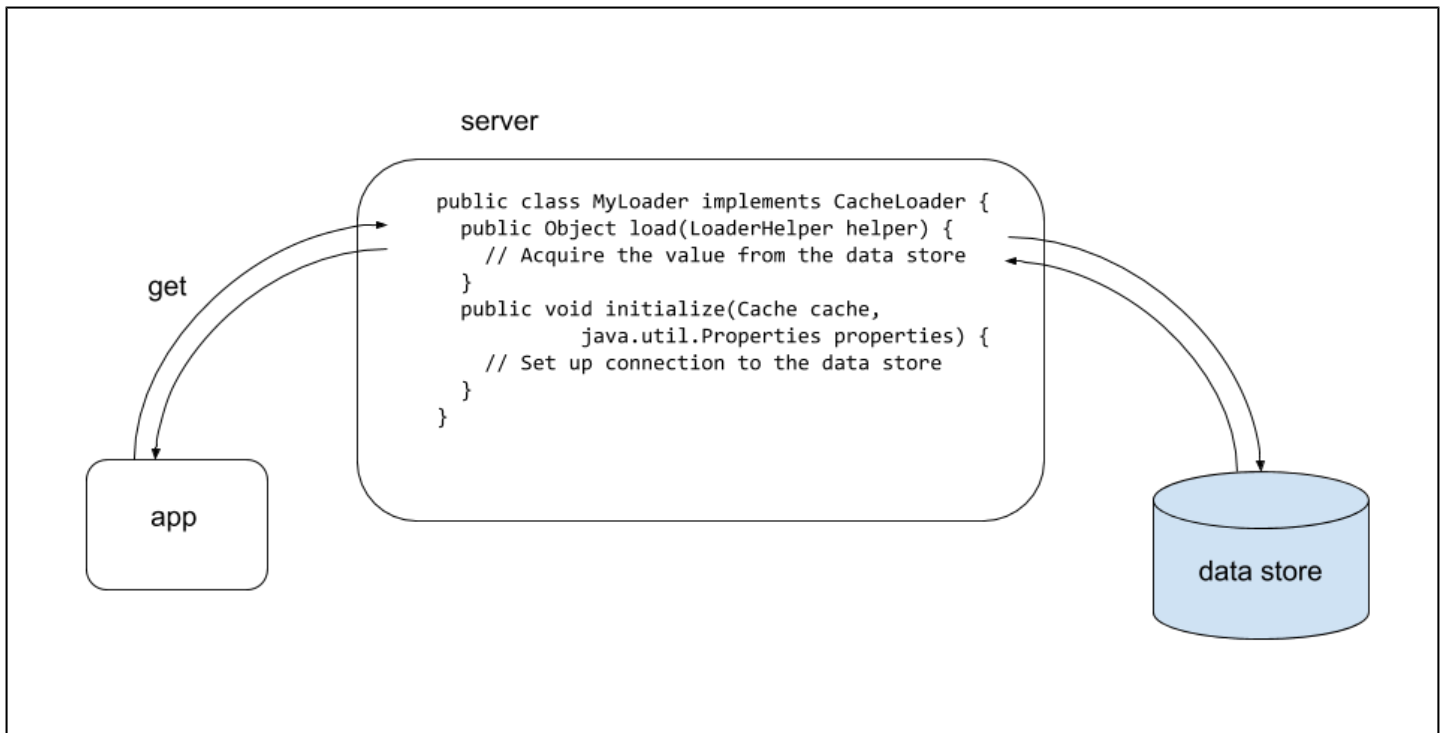 server
public class MyLoader implements CacheLoader {
  public Object load(LoaderHelper helper) {
    // Acquire the value from the data store
  }
  public void initialize(Cache cache,
            java.util.Properties properties) {
    // Set up connection to the data store
  }
}
get
app
data store